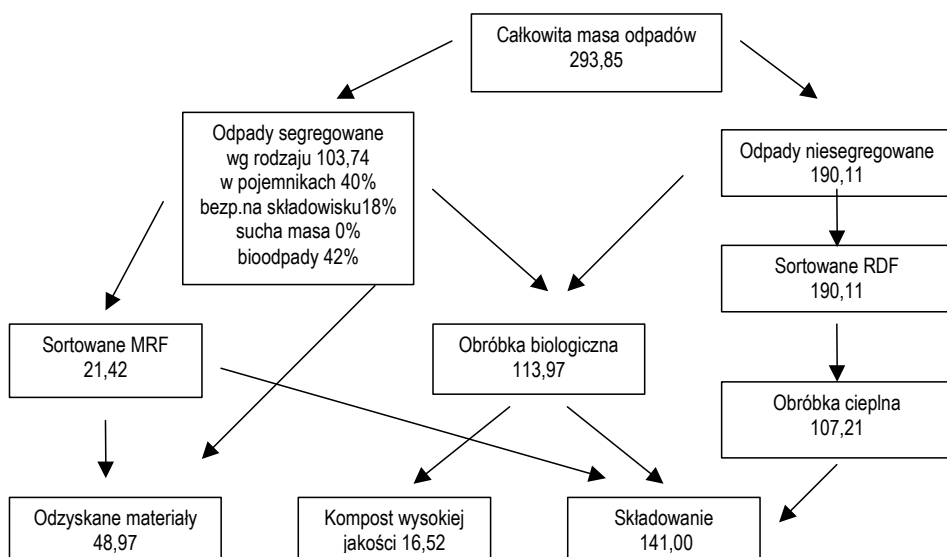 Całkowita masa odpadów
293,85
Odpady segregowane
wg rodzaju 103,74
w pojemnikach 40%
bezp.na składowisku18%
sucha masa 0%
bioodpady 42%
Odpady niesegregowane
190,11
Sortowane RDF
190,11
Sortowane MRF
21,42
Obróbka biologiczna
113,97
Obróbka cieplna
107,21
Odzyskane materiały
48,97
Kompost wysokiej
jakości 16,52
Składowanie
141,00